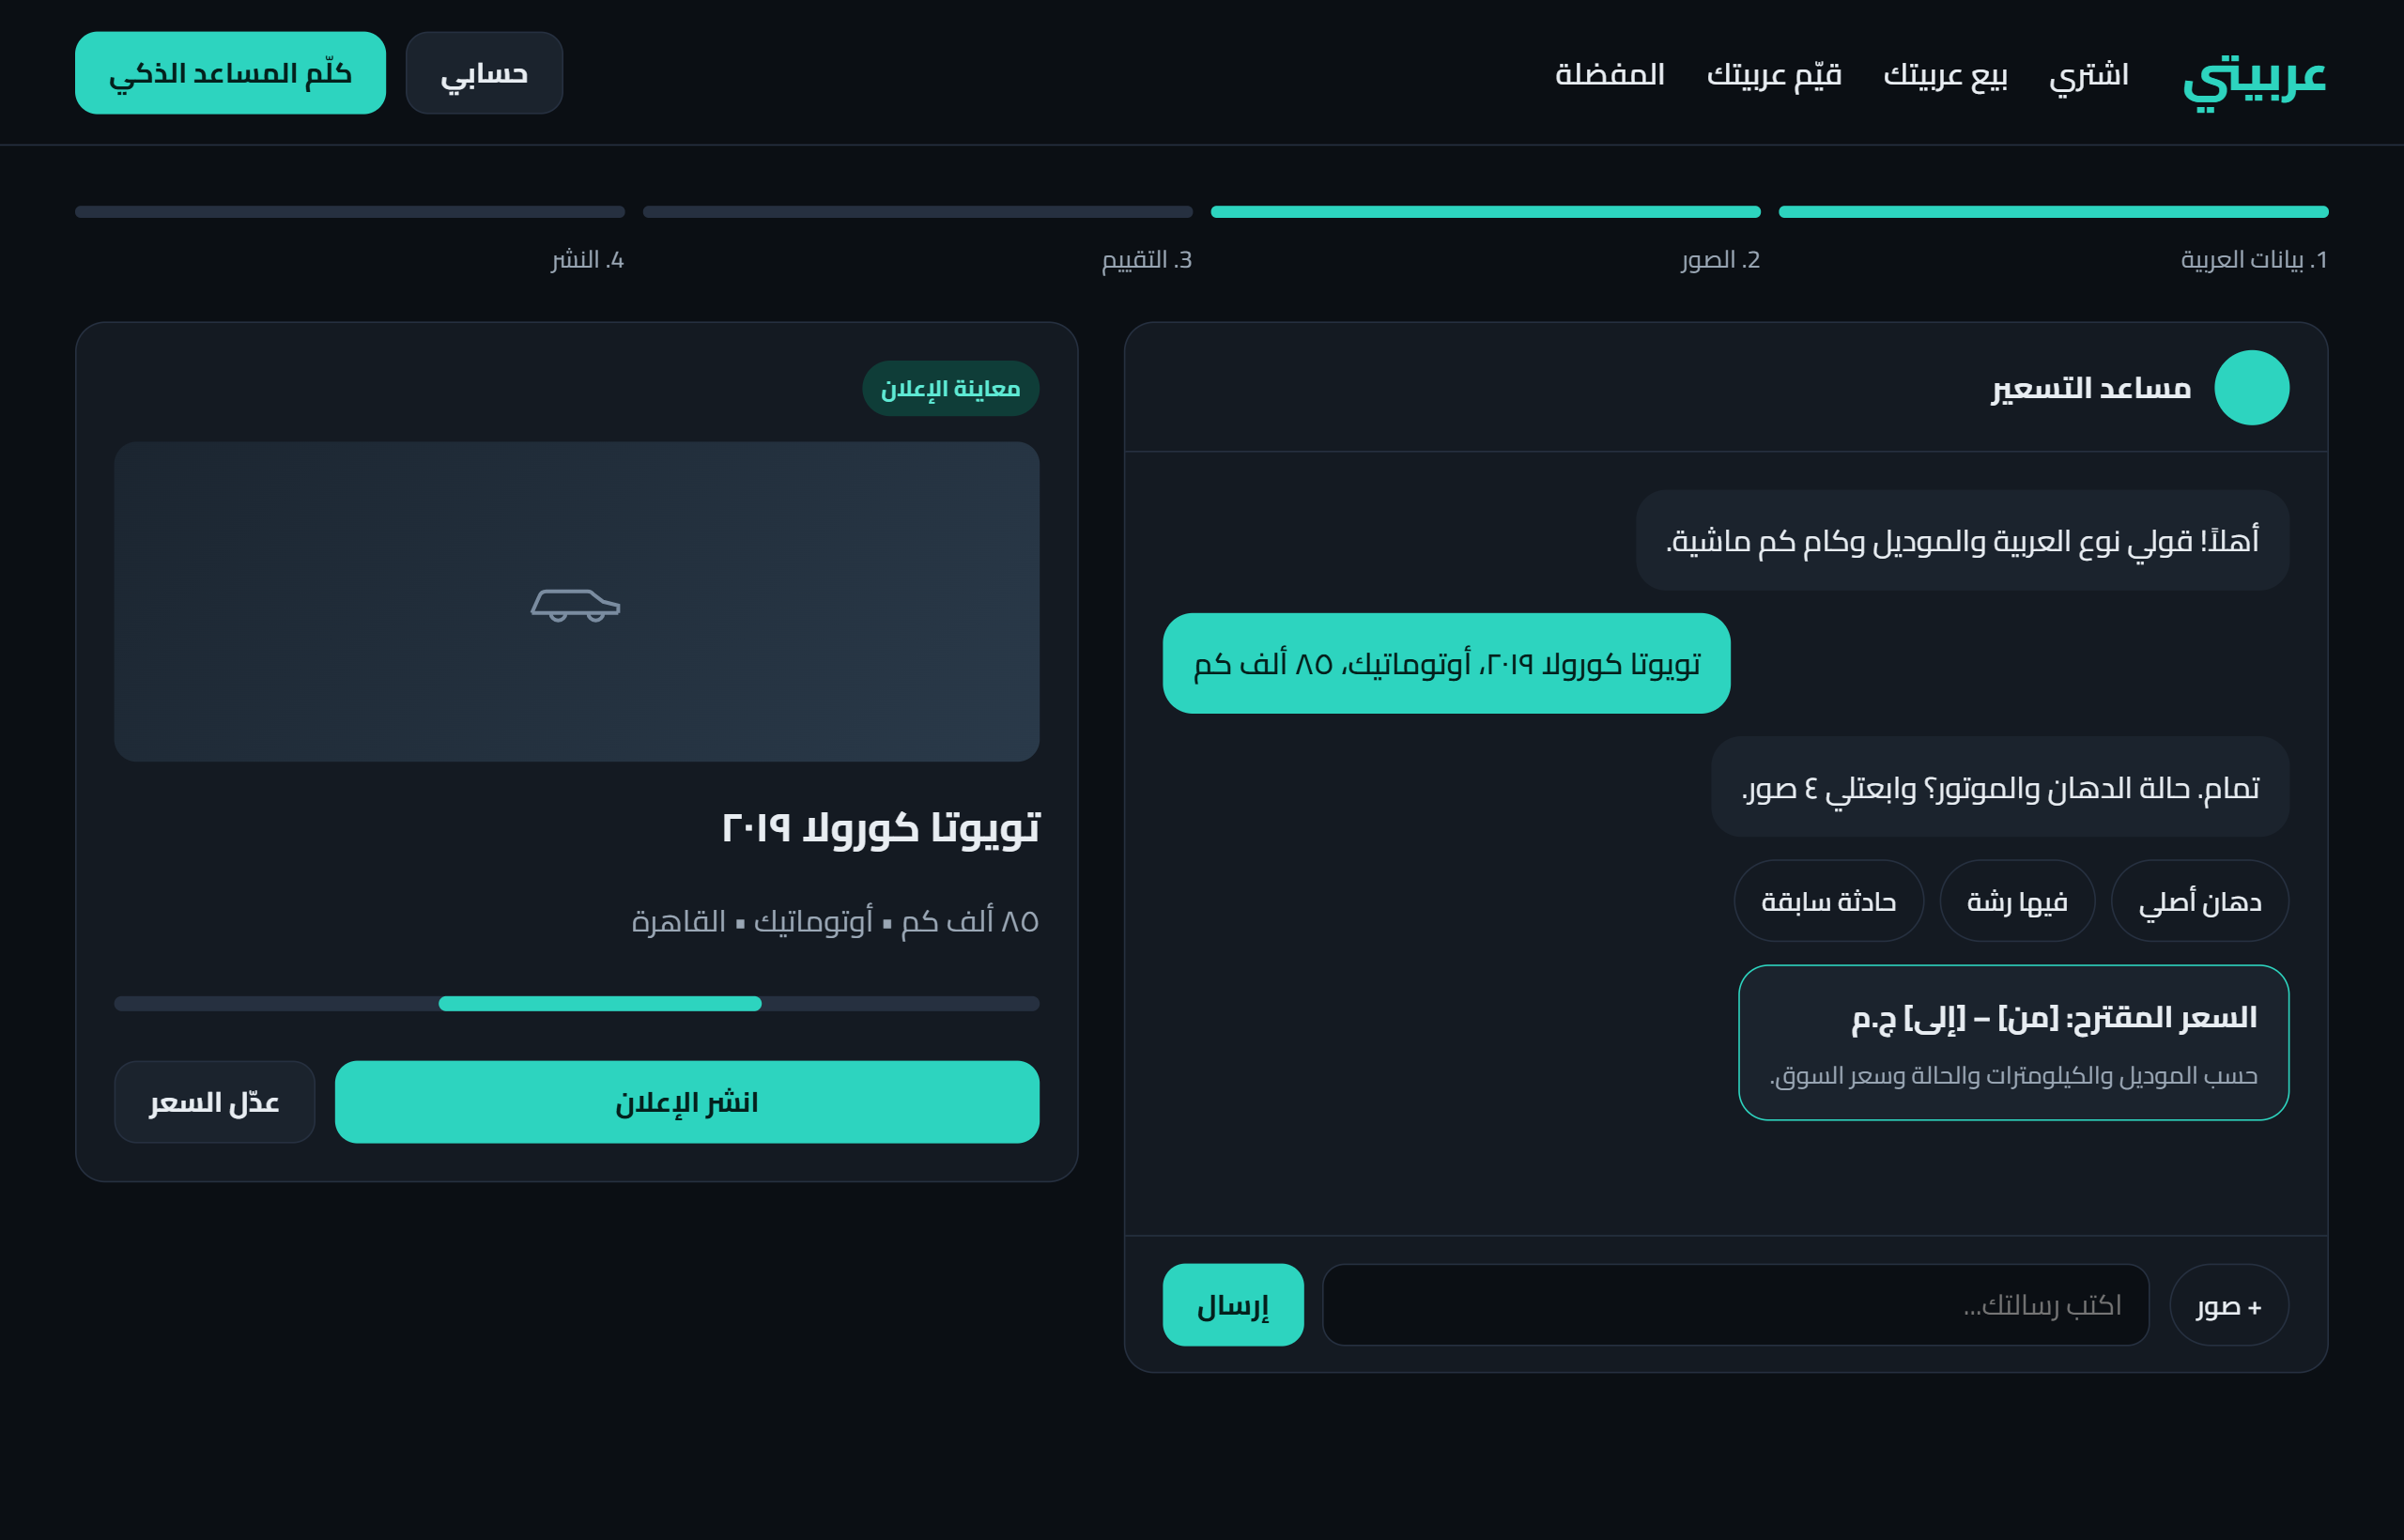 عربيتي
اشتري
بيع عربيتك
قيّم عربيتك
المفضلة
حسابي
كلّم المساعد الذكي
1. بيانات العربية
2. الصور
3. التقييم
4. النشر
مساعد التسعير
أهلاً! قولي نوع العربية والموديل وكام كم ماشية.
تويوتا كورولا ٢٠١٩، أوتوماتيك، ٨٥ ألف كم
تمام. حالة الدهان والموتور؟ وابعتلي ٤ صور.
دهان أصلي
فيها رشة
حادثة سابقة
السعر المقترح: [من] – [إلى] ج.م
حسب الموديل والكيلومترات والحالة وسعر السوق.
+ صور
اكتب رسالتك...
إرسال
معاينة الإعلان
تويوتا كورولا ٢٠١٩
٨٥ ألف كم ▪ أوتوماتيك ▪ القاهرة
انشر الإعلان
عدّل السعر